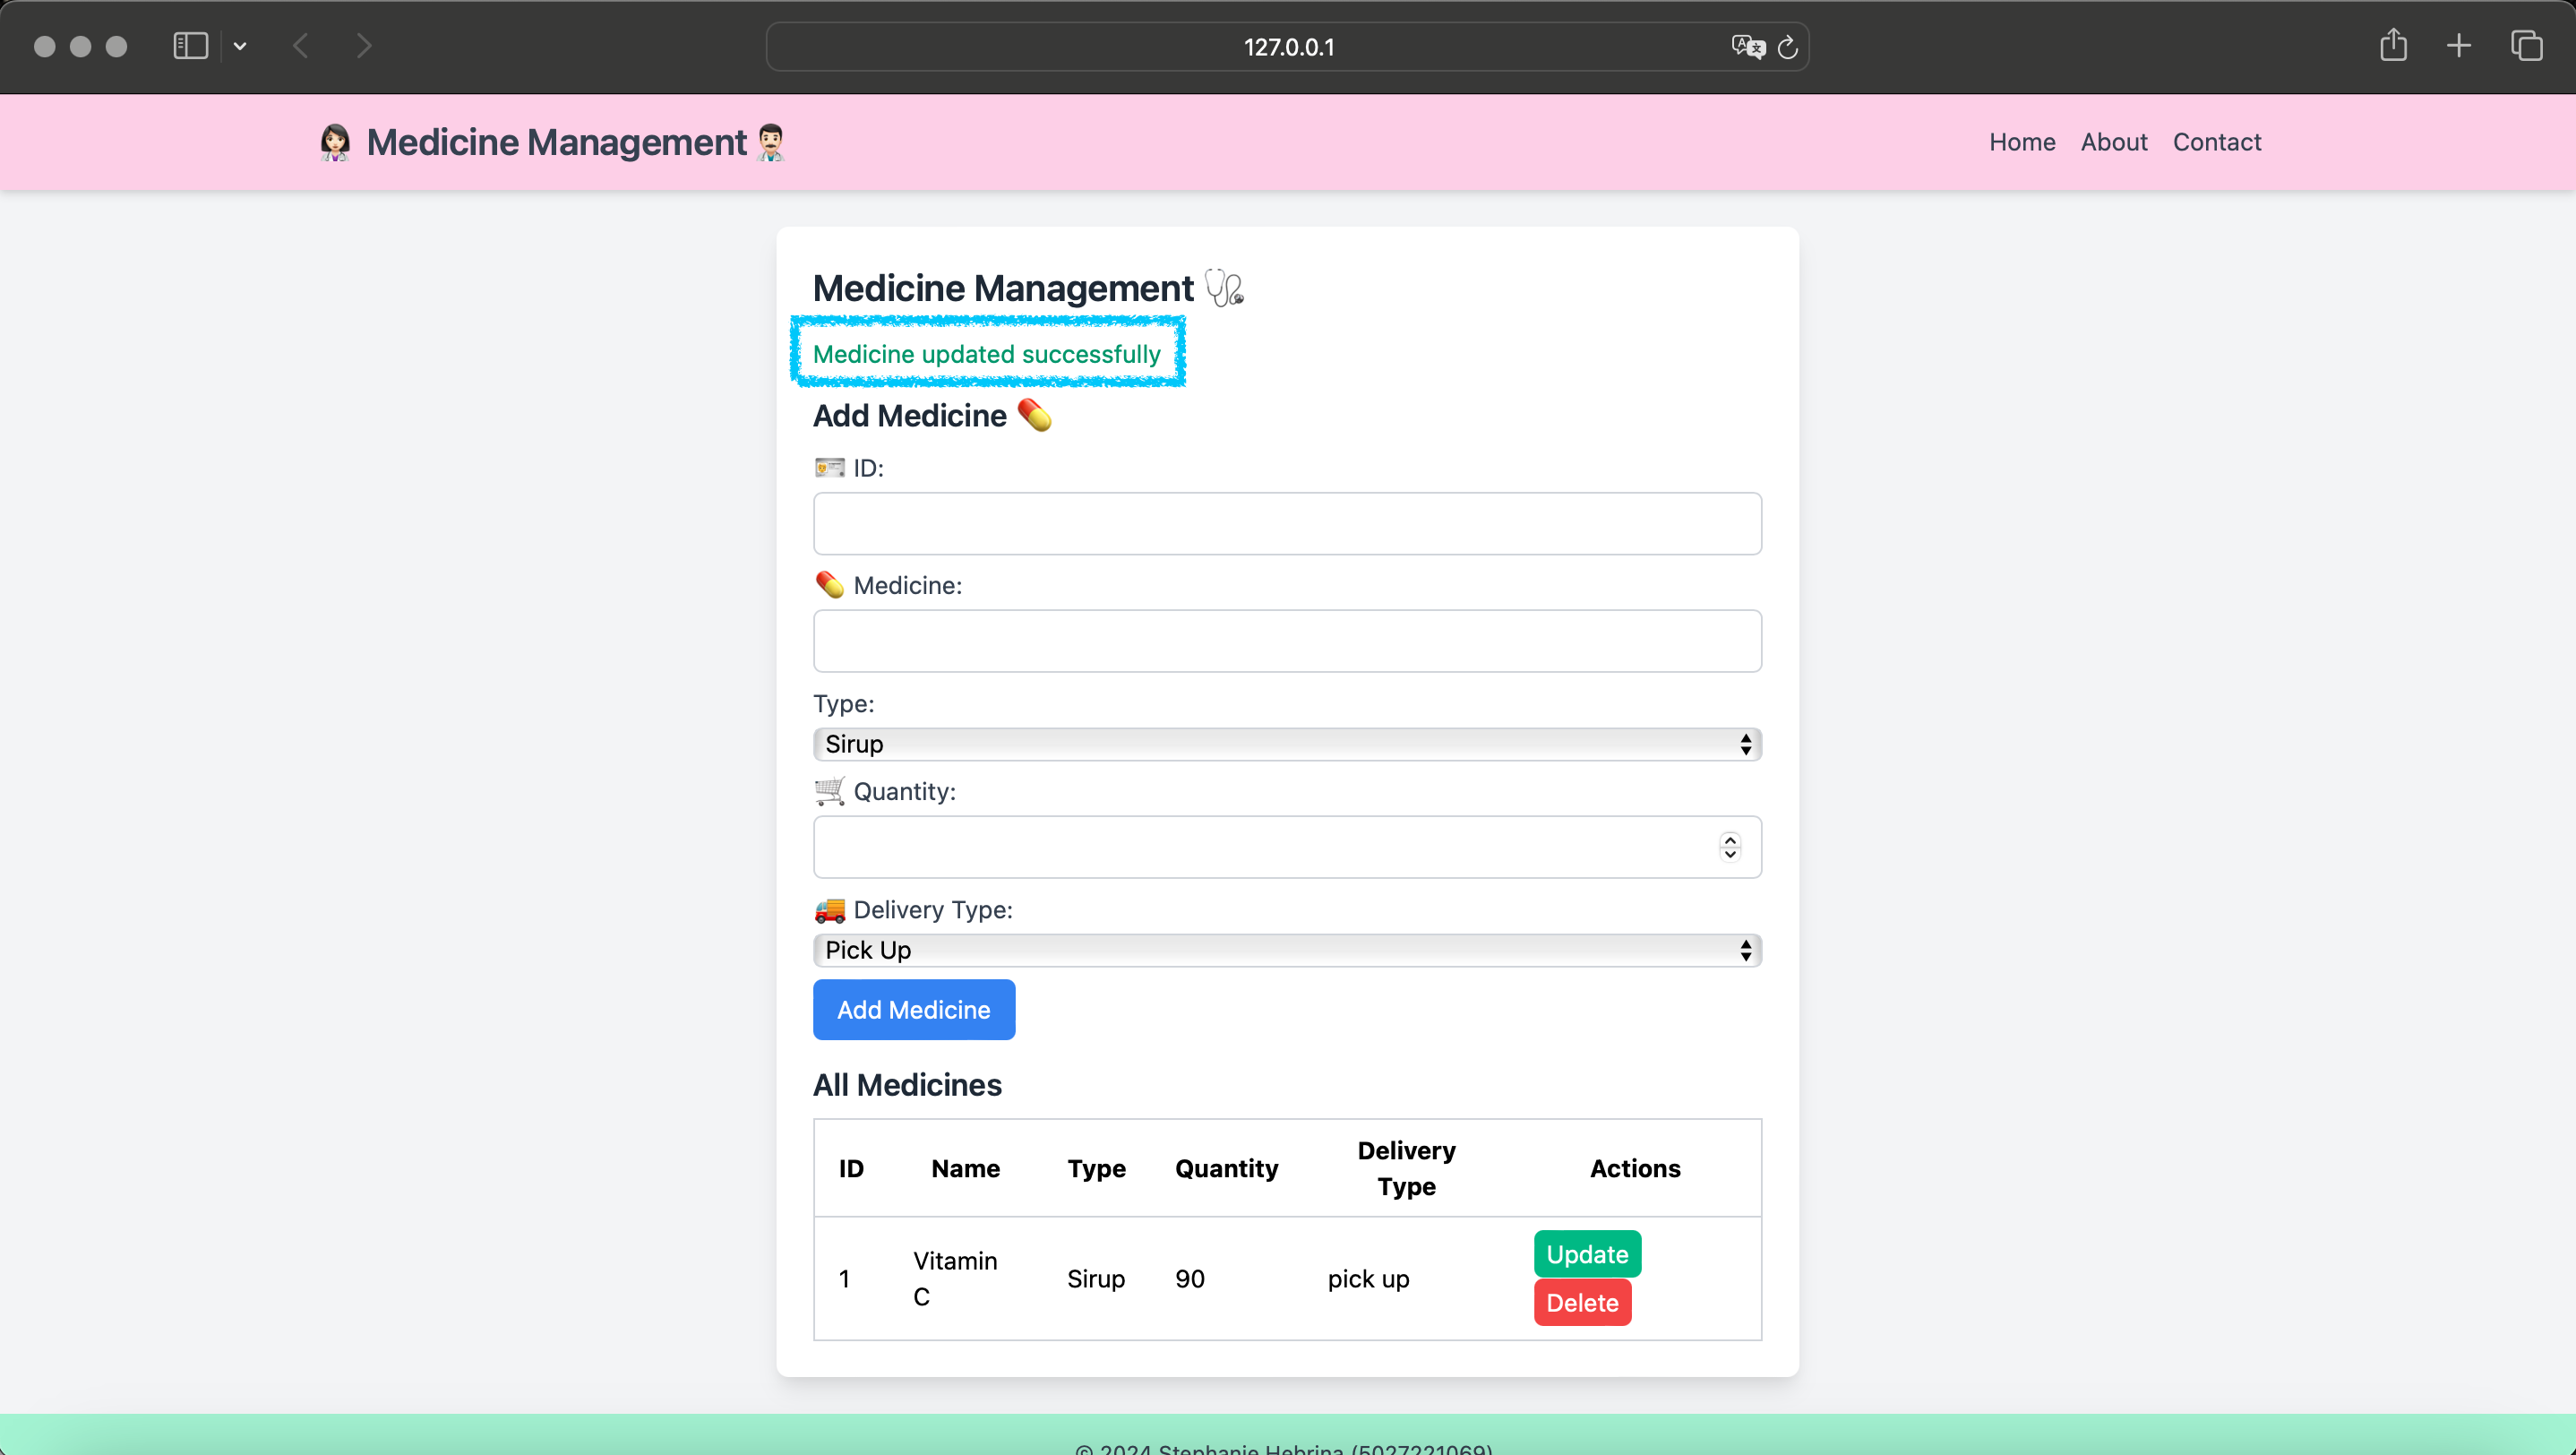 127.0.0.1
Medicine Management
Home About Contact
Medicine Management
Medicine updated successfully
Add Medicine
ID:
Medicine:
Type:
Sirup
Quantity:
Delivery Type:
Pick Up
Add Medicine
All Medicines
ID Name Type Quantity Delivery Type Actions
1 Vitamin C Sirup 90 pick up Update
Delete
© 2024 Stephanie Hebrina (5027221069)